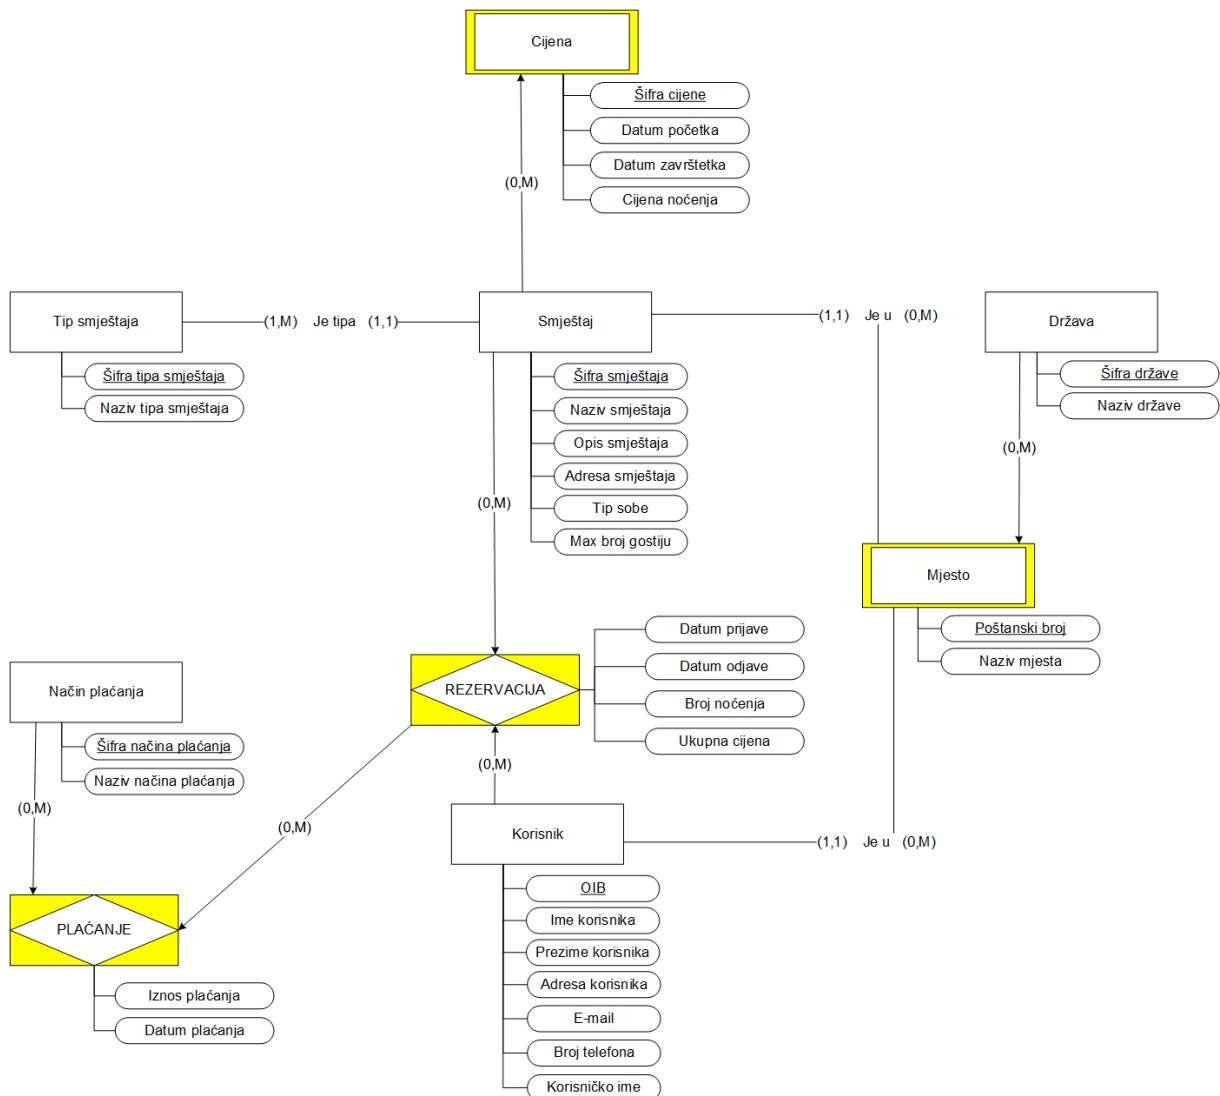 Cijena
Šifra cijene
Datum početka
Datum završtetka
Cijena noćenja
(0,M)
Tip smještaja
(1,M) Je tipa (1,1)
Smještaj
(1,1) Je u (0,M)
Država
Šifra tipa smještaja
Naziv tipa smještaja
Šifra smještaja
Naziv smještaja
Opis smještaja
Adresa smještaja
Tip sobe
Max broj gostiju
Šifra države
Naziv države
(0,M)
(0,M)
Mjesto
Poštanski broj
Naziv mjesta
Datum prijave
Datum odjave
Broj noćenja
Ukupna cijena
REZERVACIJA
Način plaćanja
Šifra načina plaćanja
Naziv načina plaćanja
(0,M)
(0,M)
(0,M)
Korisnik
(1,1) Je u (0,M)
OIB
Ime korisnika
Prezime korisnika
Adresa korisnika
E-mail
Broj telefona
Korisničko ime
PLAĆANJE
Iznos plaćanja
Datum plaćanja